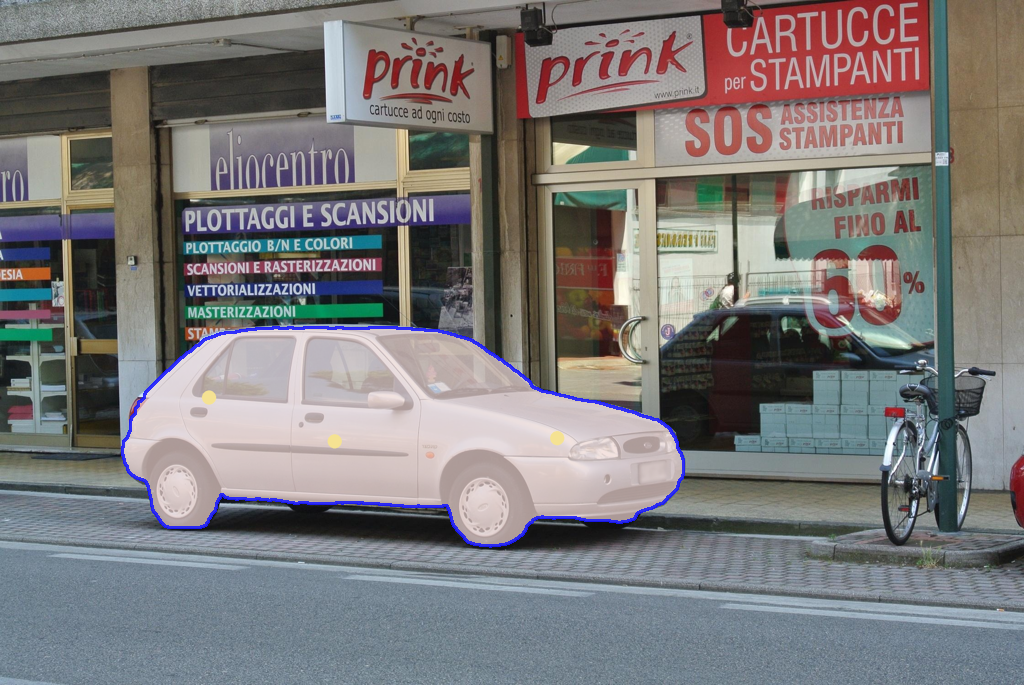 prink
cartucce ad ogni costo
prink
www.prink.it
CARTUCCE
per STAMPANTI
SOS ASSISTENZA
STAMPANTI
eliocentro
PLOTTAGGI E SCANSIONI
PLOTTAGGIO B/N E COLORI
SCANSIONI E RASTERIZZAZIONI
VETTORIALIZZAZIONI
MASTERIZZAZIONI
RISPARMI
FINO AL
60%